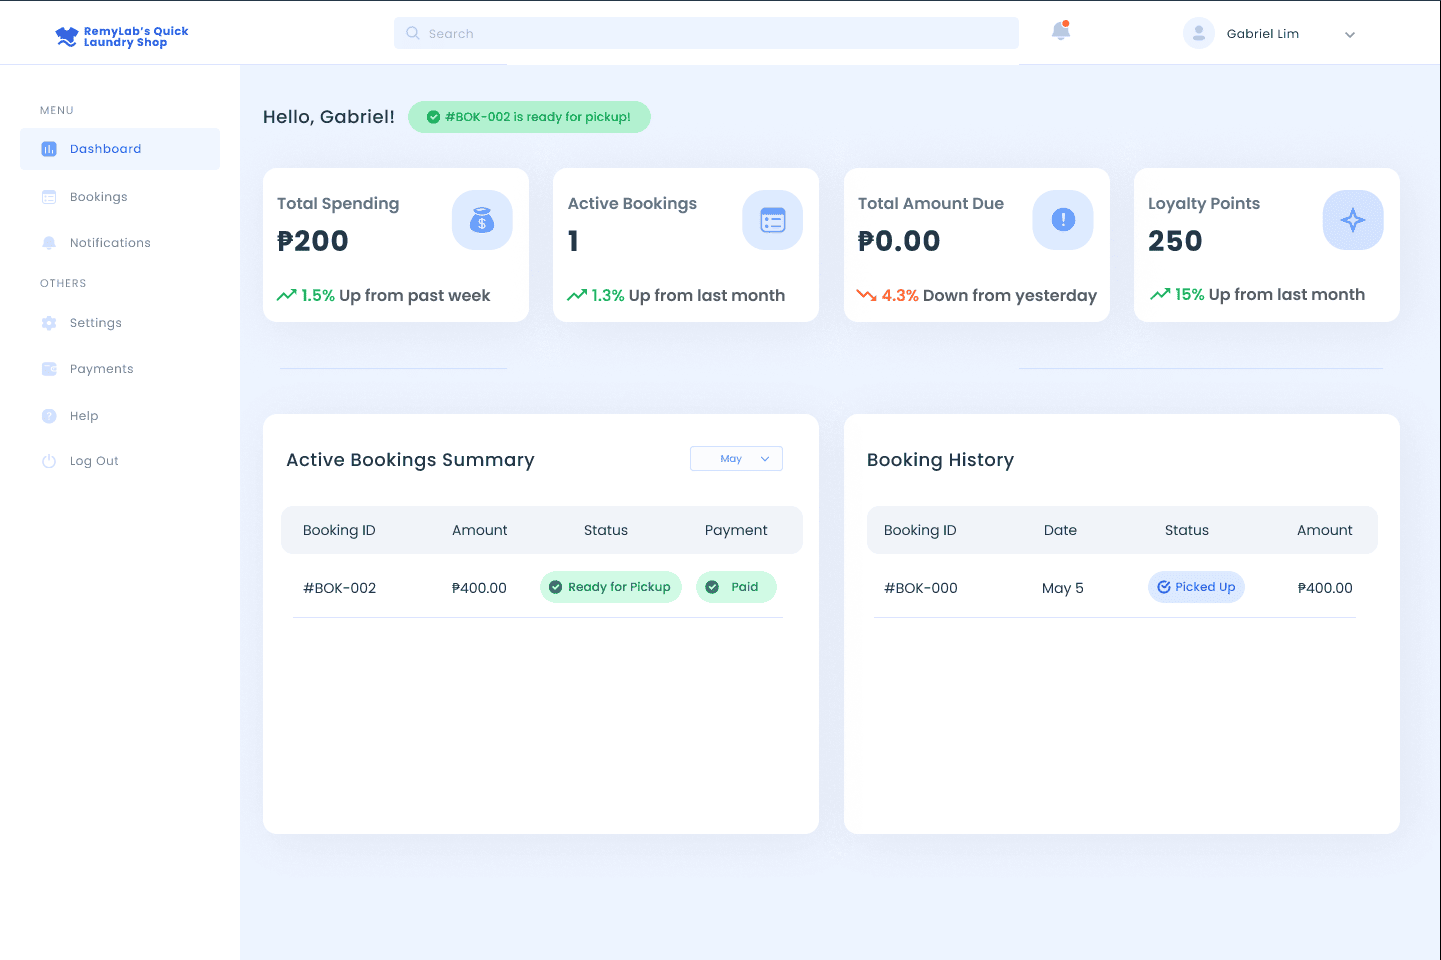 RemyLab's Quick
Laundry Shop
Search
Gabriel Lim
MENU
Dashboard
Bookings
Notifications
OTHERS
Settings
Payments
Help
Log Out
Hello, Gabriel!
#BOK-002 is ready for pickup!
Total Spending
₱200
1.5% Up from past week
Active Bookings
1
1.3% Up from last month
Total Amount Due
₱0.00
4.3% Down from yesterday
Loyalty Points
250
15% Up from last month
Active Bookings Summary
May
Booking ID Amount Status Payment
#BOK-002 ₱400.00 Ready for Pickup Paid
Booking History
Booking ID Date Status Amount
#BOK-000 May 5 Picked Up ₱400.00